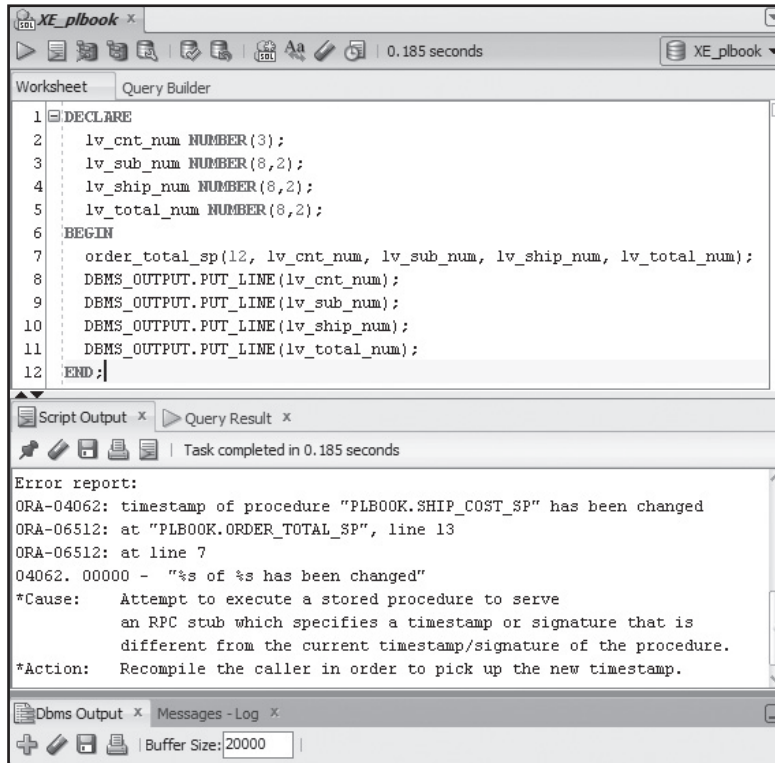 XE_plbook
0.185 seconds
XE_plbook
Worksheet Query Builder
1 DECLARE
2 lv_cnt_num NUMBER(3);
3 lv_sub_num NUMBER(8,2);
4 lv_ship_num NUMBER(8,2);
5 lv_total_num NUMBER(8,2);
6 BEGIN
7 order_total_sp(12, lv_cnt_num, lv_sub_num, lv_ship_num, lv_total_num);
8 DBMS_OUTPUT.PUT_LINE(lv_cnt_num);
9 DBMS_OUTPUT.PUT_LINE(lv_sub_num);
10 DBMS_OUTPUT.PUT_LINE(lv_ship_num);
11 DBMS_OUTPUT.PUT_LINE(lv_total_num);
12 END;
Script Output x Query Result x
Task completed in 0.185 seconds
Error report:
ORA-04062: timestamp of procedure "PLBOOK.SHIP_COST_SP" has been changed
ORA-06512: at "PLBOOK.ORDER_TOTAL_SP", line 13
ORA-06512: at line 7
04062. 00000 - "%s of %s has been changed"
*Cause: Attempt to execute a stored procedure to serve
an RPC stub which specifies a timestamp or signature that is
different from the current timestamp/signature of the procedure.
*Action: Recompile the caller in order to pick up the new timestamp.
Dbms Output x Messages - Log x
Buffer Size: 20000